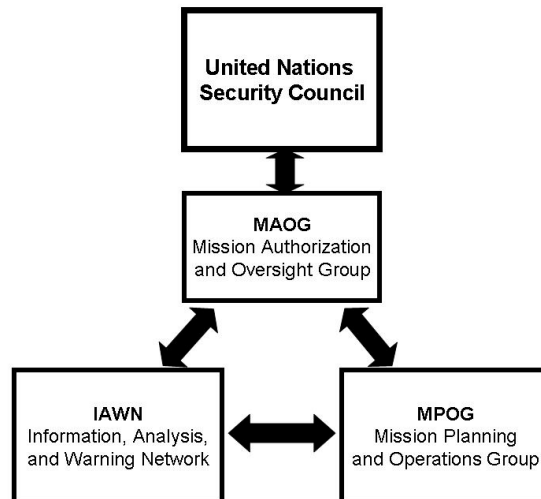 United Nations
Security Council
MAOG
Mission Authorization
and Oversight Group
IAWN
Information, Analysis,
and Warning Network
MPOG
Mission Planning
and Operations Group